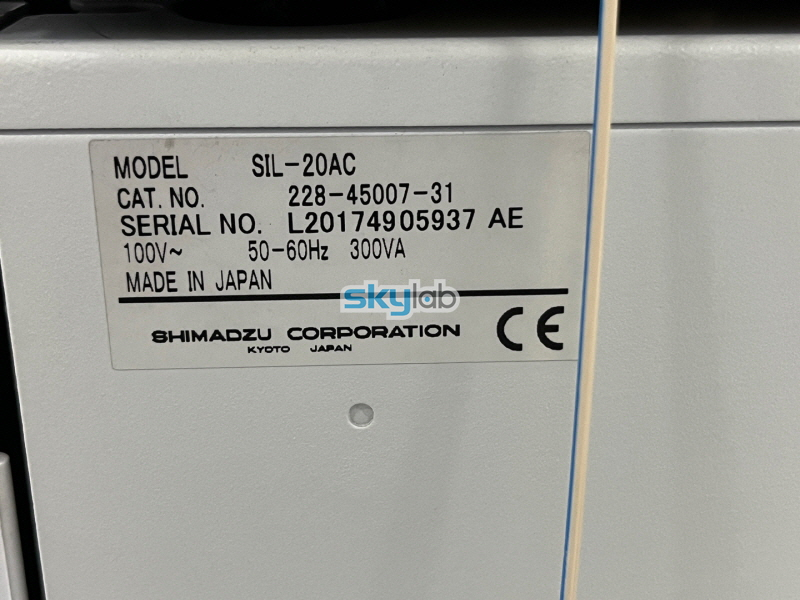 MODEL SIL-20AC
CAT. NO. 228-45007-31
SERIAL NO. L20174905937 AE
100V~ 50-60Hz 300VA
MADE IN JAPAN
skylab
SHIMADZU CORPORATION
KYOTO JAPAN
CE